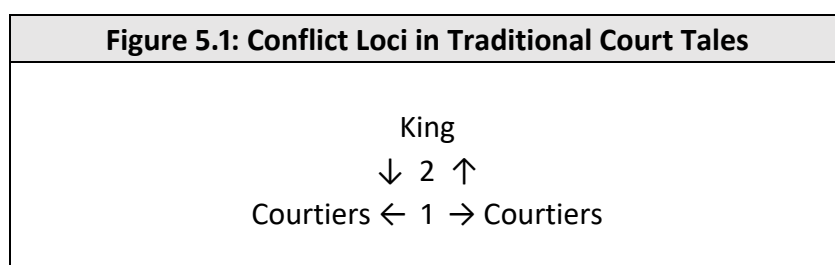 Figure 5.1: Conflict Loci in Traditional Court Tales
King
↓ 2 ↑
Courtiers ← 1 → Courtiers